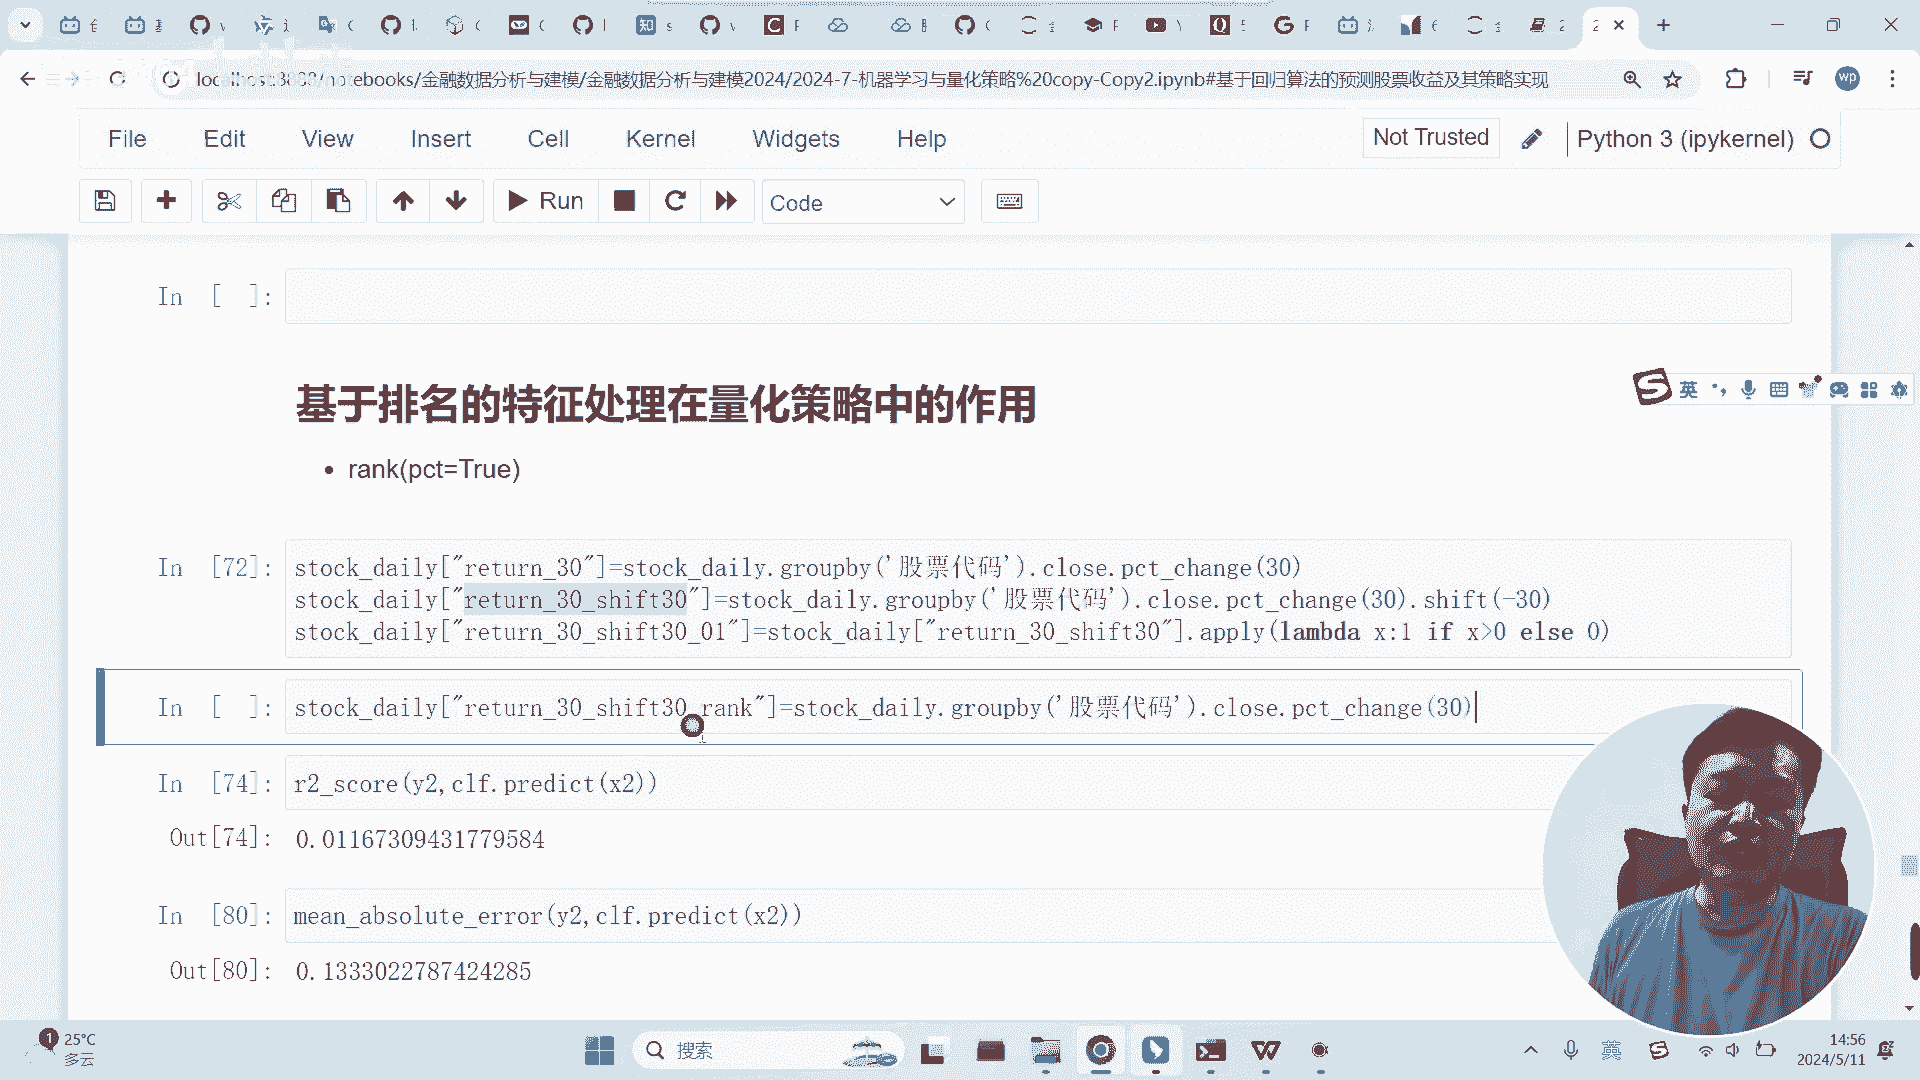 localhost:8888/notebooks/金融数据分析与建模/金融数据分析与建模2024/2024-7-机器学习与量化策略%20copy-Copy2.ipynb#基于回归算法的预测股票收益及其策略实现
wp
File Edit View Insert Cell Kernel Widgets Help
Not Trusted
Python 3 (ipykernel)
Run
Code
In [ ]:
基于排名的特征处理在量化策略中的作用
英
• rank(pct=True)
In [72]: stock_daily["return_30"]=stock_daily.groupby('股票代码').close.pct_change(30)
stock_daily["return_30_shift30"]=stock_daily.groupby('股票代码').close.pct_change(30).shift(-30)
stock_daily["return_30_shift30_01"]=stock_daily["return_30_shift30"].apply(lambda x:1 if x>0 else 0)
In [ ]: stock_daily["return_30_shift30_rank"]=stock_daily.groupby('股票代码').close.pct_change(30)
In [74]: r2_score(y2,clf.predict(x2))
Out[74]: 0.01167309431779584
In [80]: mean_absolute_error(y2,clf.predict(x2))
Out[80]: 0.1333022787424285
1
25°C
多云
搜索
英
14:56
2024/5/11